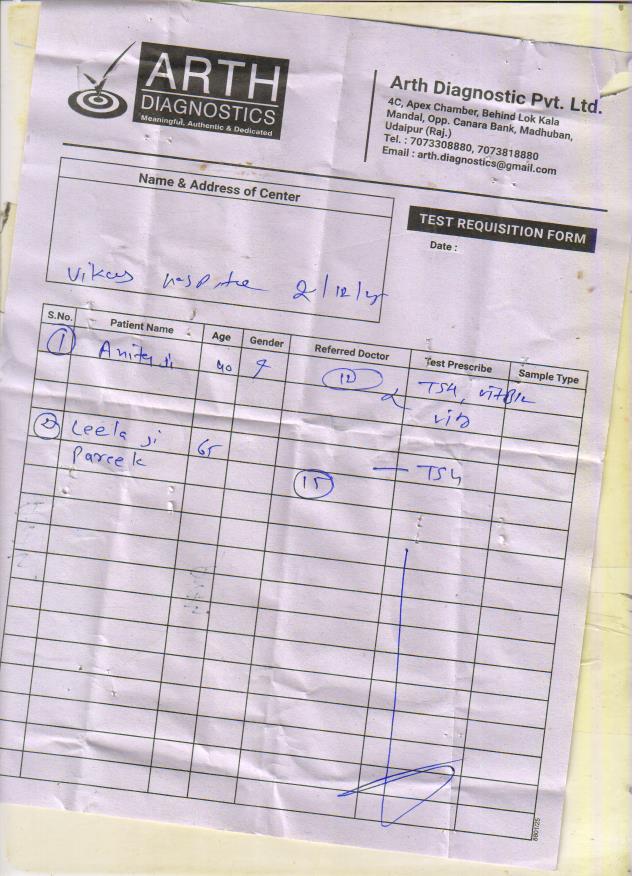 ARTH
DIAGNOSTICS
Meaningful, Authentic & Dedicated
Arth Diagnostic Pvt. Ltd.
4C, Apex Chamber, Behind Lok Kala
Mandal, Opp. Canara Bank, Madhuban,
Udaipur (Raj.)
Tel. : 7073308880, 7073818880
Email : arth.diagnostics@gmail.com
Name & Address of Center
TEST REQUISITION FORM
Date :
Vikas Hospital 2/12/
S.No. Patient Name Age Gender Referred Doctor Test Prescribe Sample Type
1 Anita ji 40 F 12 TSH, vitB12
vit D
2 Leela ji 65
Pareek TSH
15
8801/25